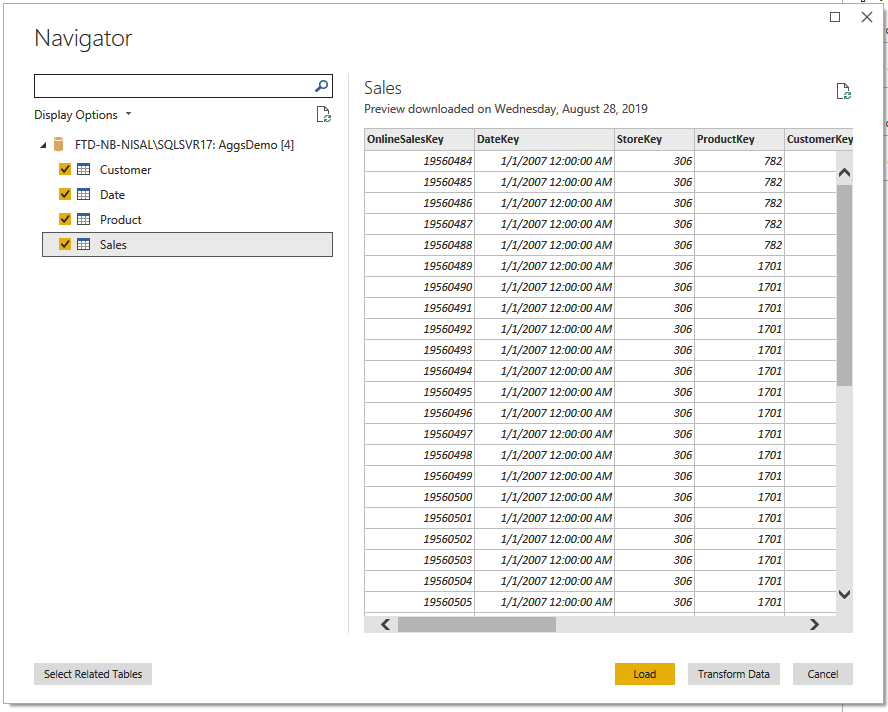 Navigator
Display Options
FTD-NB-NISAL\SQLSVR17: AggsDemo [4]
Customer
Date
Product
Sales
Sales
Preview downloaded on Wednesday, August 28, 2019
OnlineSalesKey DateKey StoreKey ProductKey CustomerKey
19560484 1/1/2007 12:00:00 AM 306 782
19560485 1/1/2007 12:00:00 AM 306 782
19560486 1/1/2007 12:00:00 AM 306 782
19560487 1/1/2007 12:00:00 AM 306 782
19560488 1/1/2007 12:00:00 AM 306 782
19560489 1/1/2007 12:00:00 AM 306 1701
19560490 1/1/2007 12:00:00 AM 306 1701
19560491 1/1/2007 12:00:00 AM 306 1701
19560492 1/1/2007 12:00:00 AM 306 1701
19560493 1/1/2007 12:00:00 AM 306 1701
19560494 1/1/2007 12:00:00 AM 306 1701
19560495 1/1/2007 12:00:00 AM 306 1701
19560496 1/1/2007 12:00:00 AM 306 1701
19560497 1/1/2007 12:00:00 AM 306 1701
19560498 1/1/2007 12:00:00 AM 306 1701
19560499 1/1/2007 12:00:00 AM 306 1701
19560500 1/1/2007 12:00:00 AM 306 1701
19560501 1/1/2007 12:00:00 AM 306 1701
19560502 1/1/2007 12:00:00 AM 306 1701
19560503 1/1/2007 12:00:00 AM 306 1701
19560504 1/1/2007 12:00:00 AM 306 1701
19560505 1/1/2007 12:00:00 AM 306 1701
Select Related Tables
Load
Transform Data
Cancel